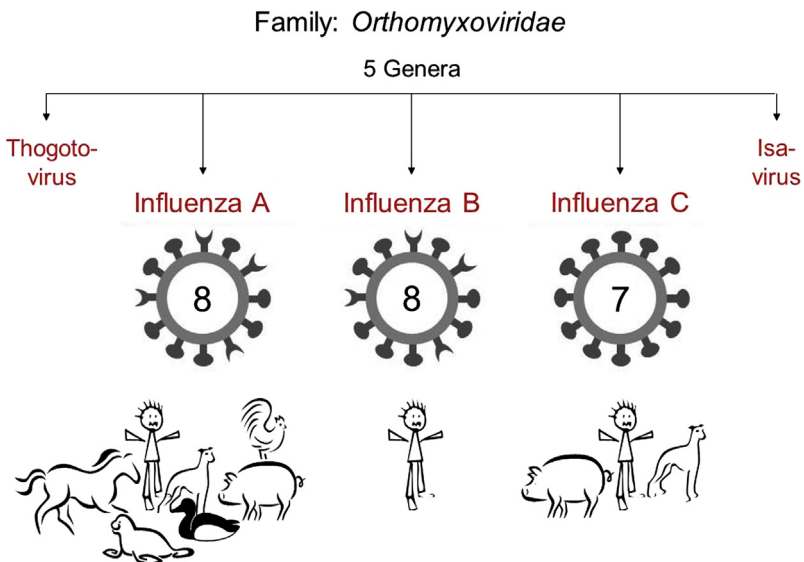 Family: Orthomyxoviridae
5 Genera
Thogoto-
virus
Isa-
virus
Influenza A
Influenza B
Influenza C
8
8
7